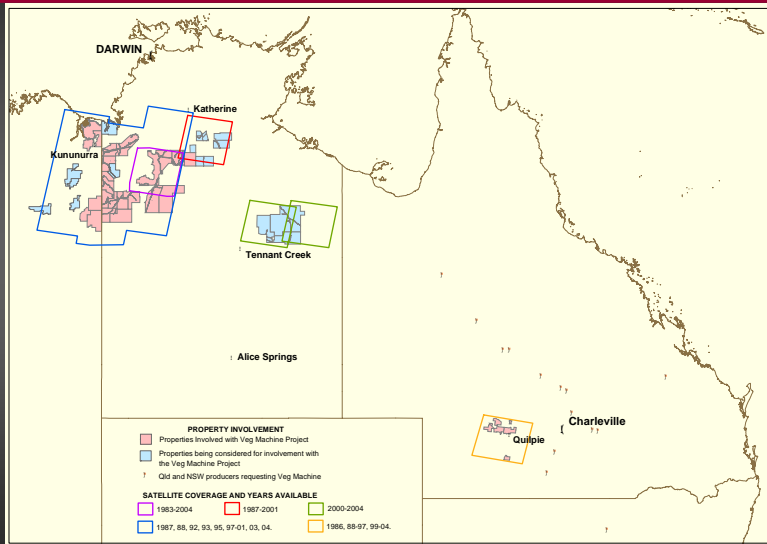 DARWIN
Katherine
Kununurra
Tennant Creek
Alice Springs
Charleville
Quilpie
PROPERTY INVOLVEMENT
Properties Involved with Veg Machine Project
Properties being considered for involvement with
the Veg Machine Project
Qld and NSW producers requesting Veg Machine
SATELLITE COVERAGE AND YEARS AVAILABLE
1983-2004
1987-2001
2000-2004
1987, 88, 92, 93, 95, 97-01, 03, 04.
1986, 88-97, 99-04.